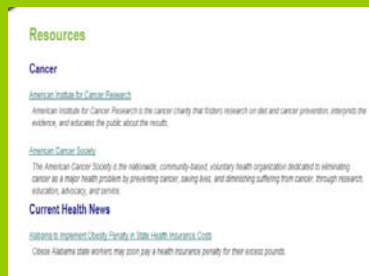 Resources
Cancer
American Institute for Cancer Research
American Institute for Cancer Research is the cancer charity that fosters research on diet and cancer prevention, interprets the
evidence, and educates the public about the results.
American Cancer Society
The American Cancer Society is the nationwide, community-based, voluntary health organization dedicated to eliminating
cancer as a major health problem by preventing cancer, saving lives, and diminishing suffering from cancer, through research,
education, advocacy, and service.
Current Health News
Alabama to Implement Obesity Penalty in State Health Insurance Costs
Obese Alabama state workers may soon pay a health insurance penalty for their excess pounds.